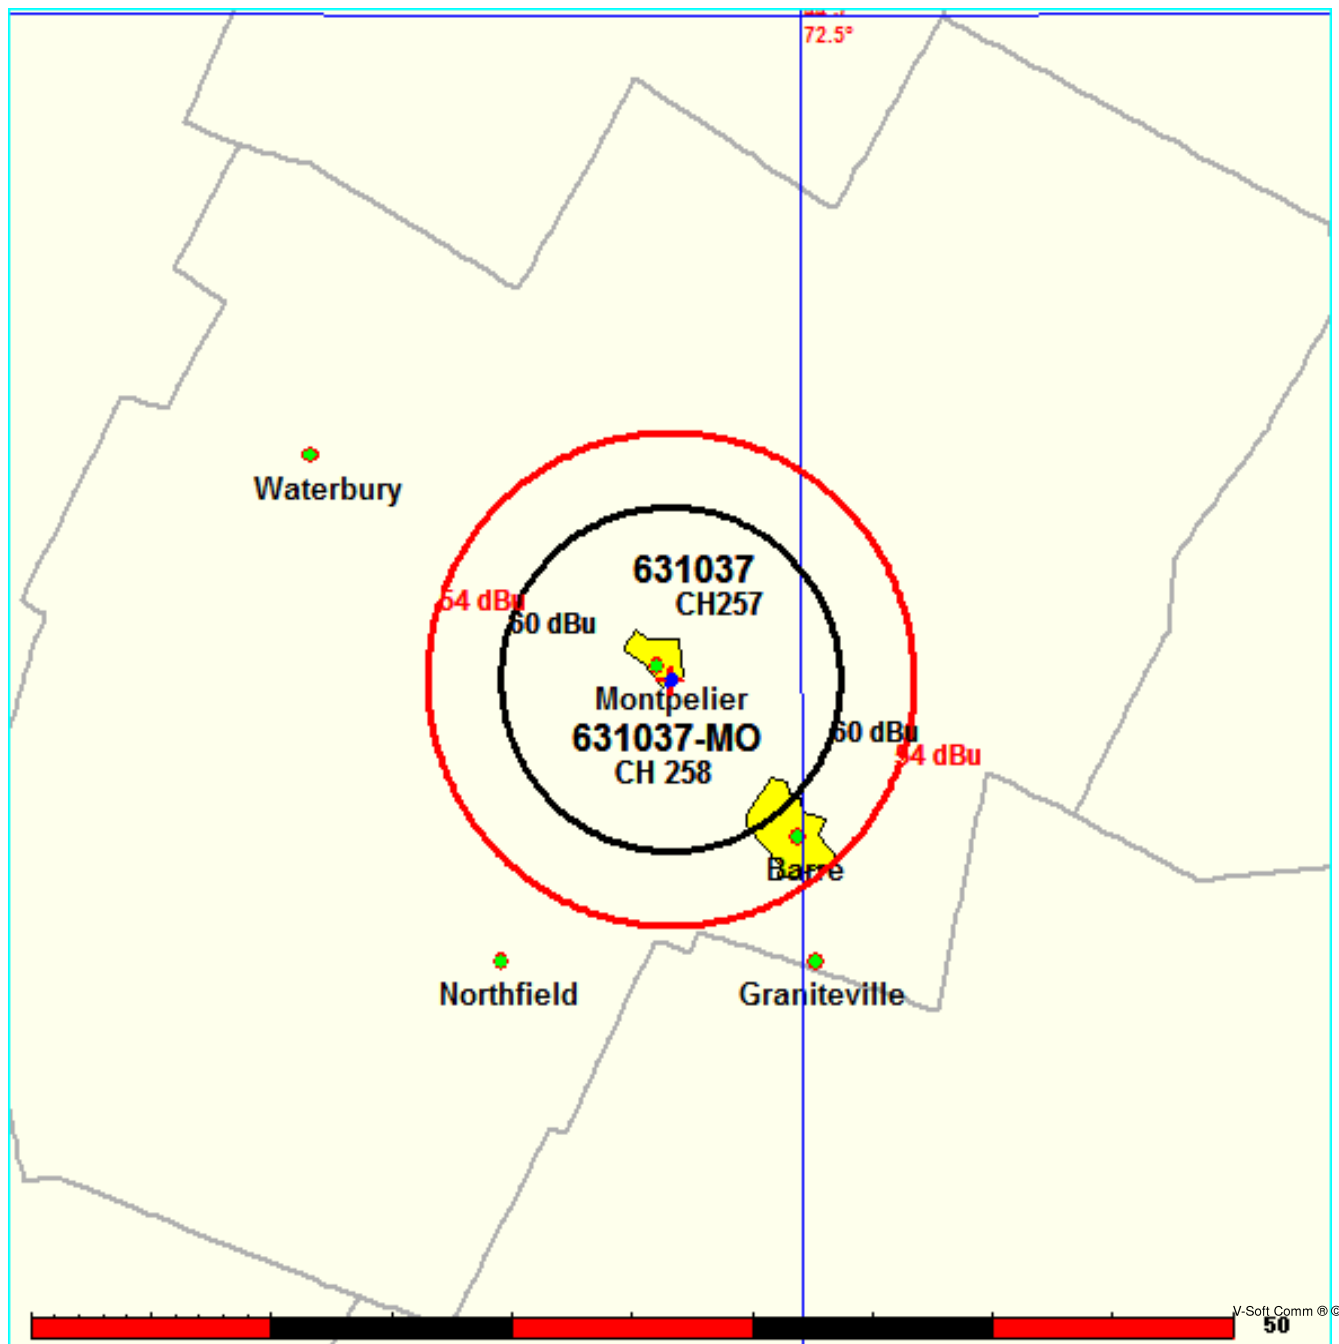 72.5°
Waterbury
631037
CH257
54 dBu
60 dBu
Montpelier
631037-MO
CH 258
60 dBu
54 dBu
Barre
Northfield
Graniteville
V-Soft Comm ® ©
50